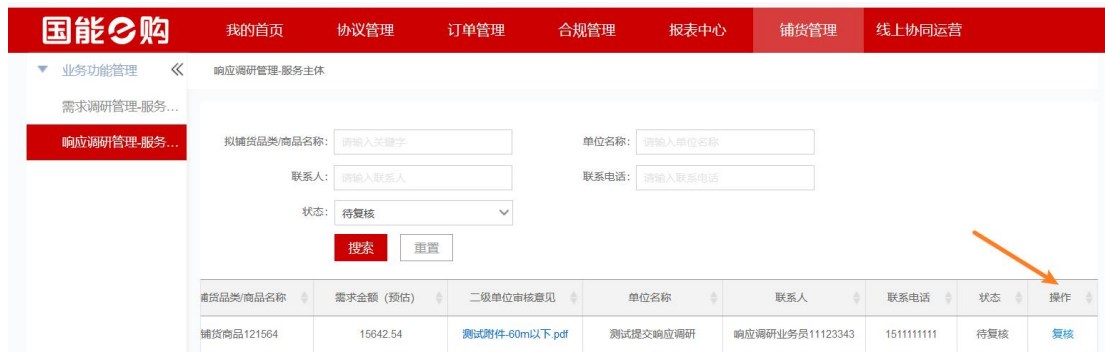 国能e购 我的首页 协议管理 订单管理 合规管理 报表中心 铺货管理 线上协同运营
业务功能管理 响应调研管理-服务主体
需求调研管理-服务...
响应调研管理-服务...
拟铺货品类/商品名称: 请输入关键字 单位名称: 请输入单位名称
联系人: 请输入联系人 联系电话: 请输入联系电话
状态: 待复核
搜索 重置
铺货品类/商品名称 需求金额（预估） 二级单位审核意见 单位名称 联系人 联系电话 状态 操作
铺货商品121564 15642.54 测试附件-60m以下.pdf 测试提交响应调研 响应调研业务员11123343 1511111111 待复核 复核